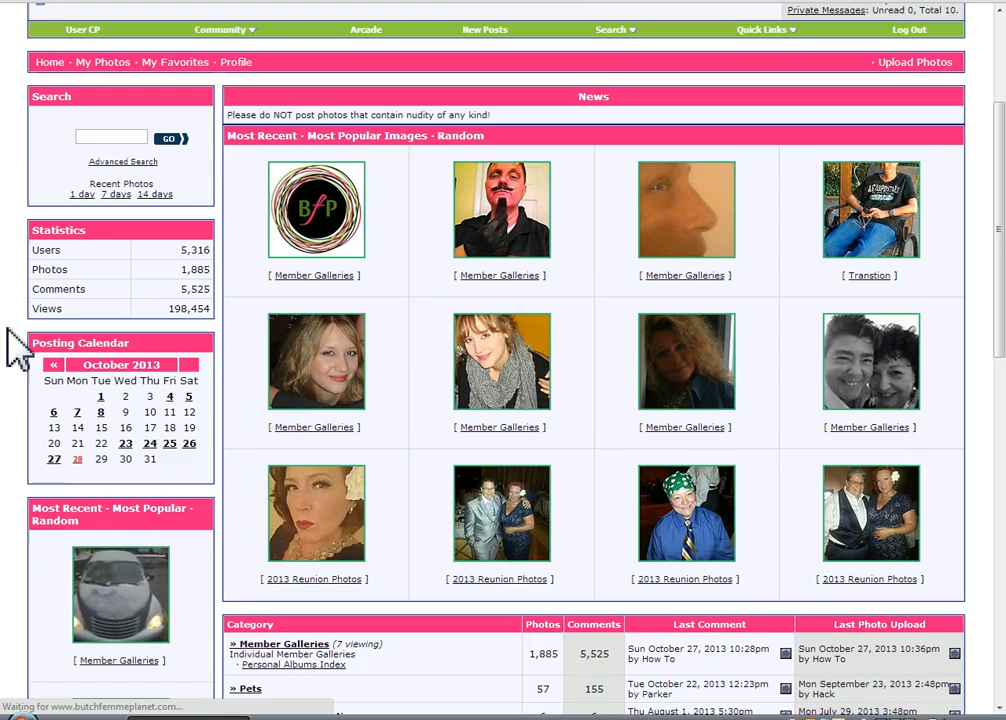 Private Messages: Unread 0, Total 10.
User CP Community Arcade New Posts Search Quick Links Log Out
Home · My Photos · My Favorites · Profile · Upload Photos
Search
GO
Advanced Search
Recent Photos
1 day 7 days 14 days
Statistics
Users 5,316
Photos 1,885
Comments 5,525
Views 198,454
Posting Calendar
« October 2013
Sun Mon Tue Wed Thu Fri Sat
1 2 3 4 5
6 7 8 9 10 11 12
13 14 15 16 17 18 19
20 21 22 23 24 25 26
27 28 29 30 31
Most Recent - Most Popular -
Random
[ Member Galleries ]
News
Please do NOT post photos that contain nudity of any kind!
Most Recent - Most Popular Images - Random
BfP
AEROPOSTALE
[ Member Galleries ] [ Member Galleries ] [ Member Galleries ] [ Transtion ]
[ Member Galleries ] [ Member Galleries ] [ Member Galleries ] [ Member Galleries ]
[ 2013 Reunion Photos ] [ 2013 Reunion Photos ] [ 2013 Reunion Photos ] [ 2013 Reunion Photos ]
Category Photos Comments Last Comment Last Photo Upload
» Member Galleries (7 viewing)
Individual Member Galleries
· Personal Albums Index
1,885 5,525
Sun October 27, 2013 10:28pm
by How To
Sun October 27, 2013 10:36pm
by How To
» Pets
57 155
Tue October 22, 2013 12:23pm
by Parker
Mon September 23, 2013 2:48pm
by Hack
Thu August 1, 2013 5:30pm
Mon July 29, 2013 3:48pm
Waiting for www.butchfemmeplanet.com...